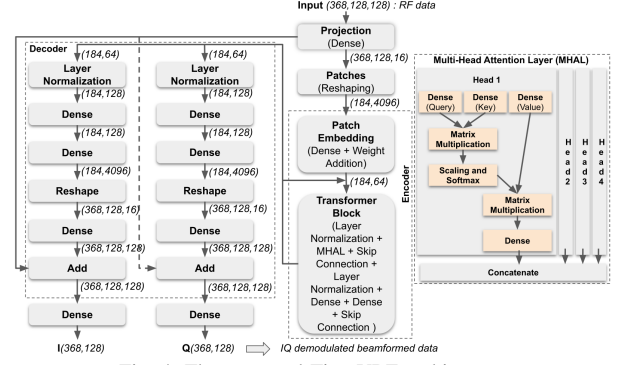 Input (368,128,128) : RF data
Projection
(Dense)
(368,128,16)
Patches
(Reshaping)
(184,4096)
Encoder
Patch
Embedding
(Dense + Weight
Addition)
(184,64)
Transformer
Block
(Layer
Normalization +
MHAL + Skip
Connection +
Layer
Normalization +
Dense + Dense
+ Skip
Connection )
Decoder
(184,64)
Layer
Normalization
(184,128)
Dense
(184,128)
Dense
(184,4096)
Reshape
(368,128,16)
Dense
(368,128,128)
Add
(368,128,128)
Dense
I(368,128)
(184,64)
Layer
Normalization
(184,128)
Dense
(184,128)
Dense
(184,4096)
Reshape
(368,128,16)
Dense
(368,128,128)
Add
(368,128,128)
Dense
Q(368,128)
IQ demodulated beamformed data
Multi-Head Attention Layer (MHAL)
Head 1
Dense
(Query)
Dense
(Key)
Dense
(Value)
Matrix
Multiplication
Scaling and
Softmax
Matrix
Multiplication
Dense
Head2
Head3
Head4
Concatenate